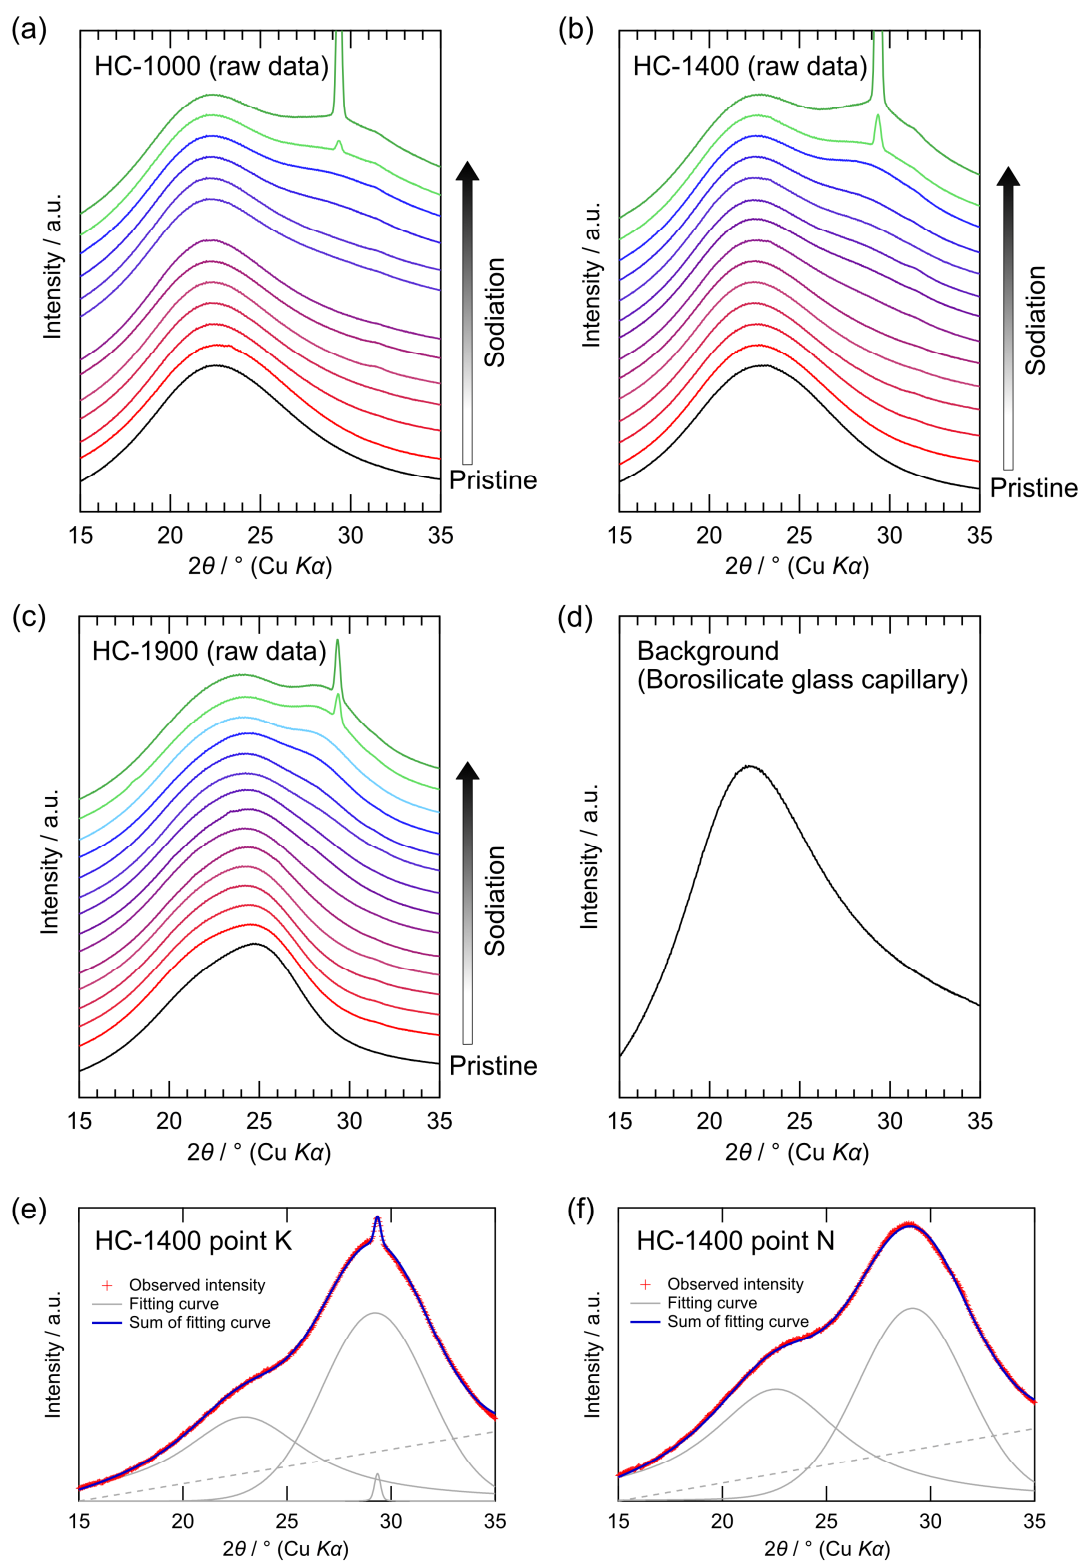 (a)
HC-1000 (raw data)
Intensity / a.u.
Sodiation
Pristine
15 20 25 30 35
2θ / ° (Cu Kα)
(b)
HC-1400 (raw data)
Intensity / a.u.
Sodiation
Pristine
15 20 25 30 35
2θ / ° (Cu Kα)
(c)
HC-1900 (raw data)
Intensity / a.u.
Sodiation
Pristine
15 20 25 30 35
2θ / ° (Cu Kα)
(d)
Background
(Borosilicate glass capillary)
Intensity / a.u.
15 20 25 30 35
2θ / ° (Cu Kα)
(e)
HC-1400 point K
Observed intensity
Fitting curve
Sum of fitting curve
Intensity / a.u.
15 20 25 30 35
2θ / ° (Cu Kα)
(f)
HC-1400 point N
Observed intensity
Fitting curve
Sum of fitting curve
Intensity / a.u.
15 20 25 30 35
2θ / ° (Cu Kα)